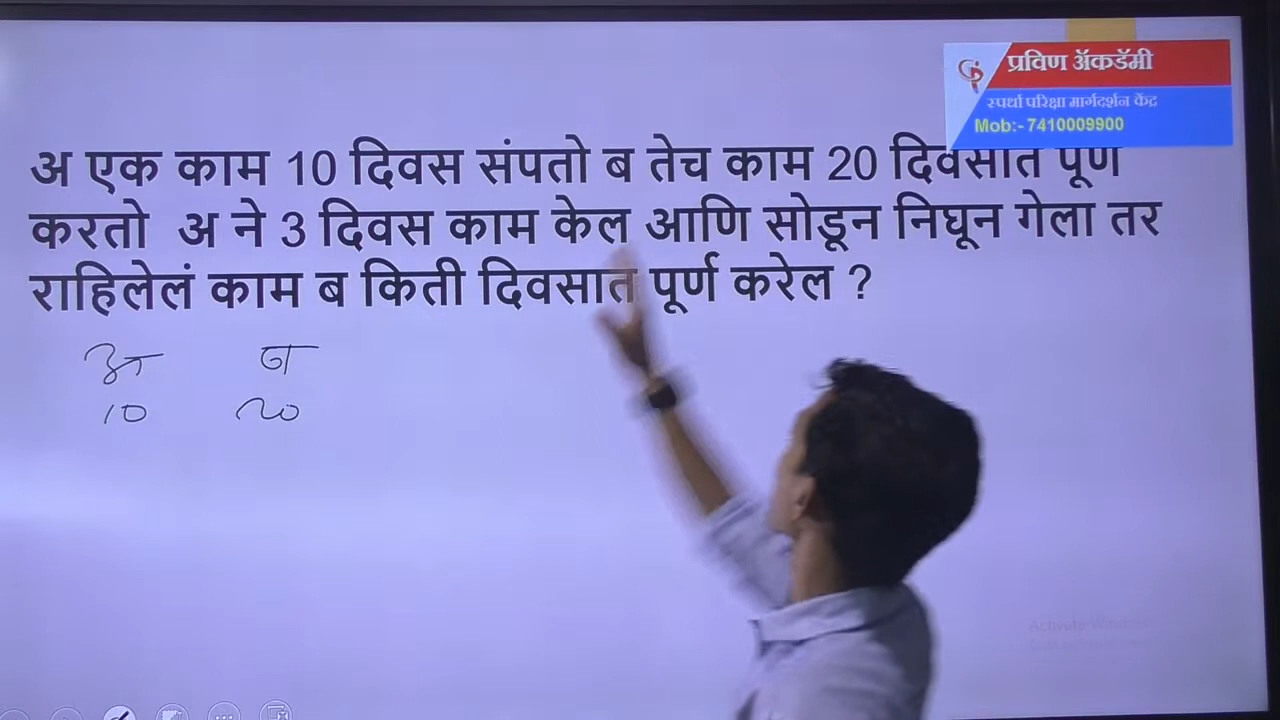 प्रविण ॲकडॅमी
स्पर्धा परिक्षा मार्गदर्शन केंद्र
Mob:- 7410009900
अ एक काम 10 दिवस संपतो ब तेच काम 20 दिवसात पूर्ण
करतो अ ने 3 दिवस काम केल आणि सोडून निघून गेला तर
राहिलेलं काम ब किती दिवसात पूर्ण करेल ?
अ ब
10 20